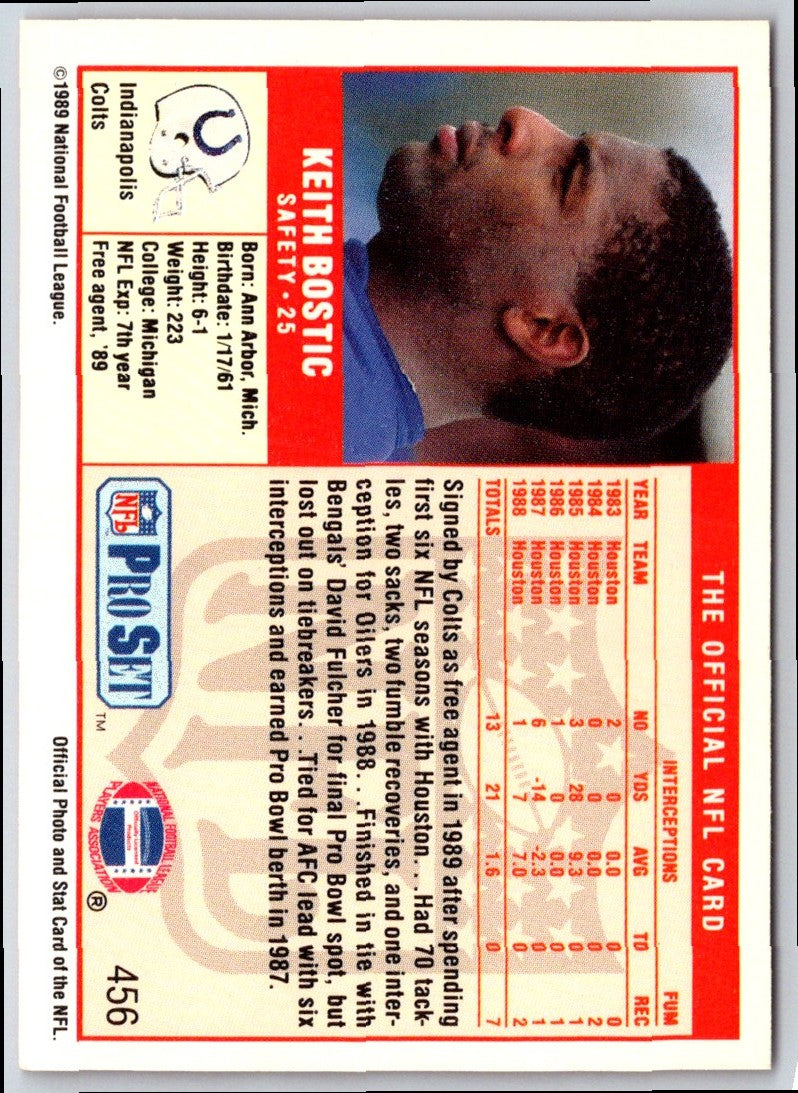 THE OFFICIAL NFL CARD
KEITH BOSTIC
SAFETY • 25
Indianapolis
Colts
Born: Ann Arbor, Mich.
Birthdate: 1/17/61
Height: 6-1
Weight: 223
College: Michigan
NFL Exp: 7th year
Free agent, '89
INTERCEPTIONS FUM
YEAR TEAM NO YDS AVG TD REC
1983 Houston 2 0 0.0 0 0
1984 Houston 0 0 0.0 0 2
1985 Houston 3 28 9.3 0 1
1986 Houston 1 0 0.0 0 1
1987 Houston 6 -14 -2.3 0 1
1988 Houston 1 7 7.0 0 2
TOTALS 13 21 1.6 0 7
Signed by Colts as free agent in 1989 after spending
first six NFL seasons with Houston. . .Had 70 tack-
les, two sacks, two fumble recoveries, and one inter-
ception for Oilers in 1988. . .Finished in tie with
Bengals' David Fulcher for final Pro Bowl spot, but
lost out on tiebreakers. . .Tied for AFC lead with six
interceptions and earned Pro Bowl berth in 1987.
NFL PRO SET ™
NATIONAL FOOTBALL LEAGUE
Officially Licensed
Products
PLAYERS ASSOCIATION
®
456
©1989 National Football League.
Official Photo and Stat Card of the NFL.